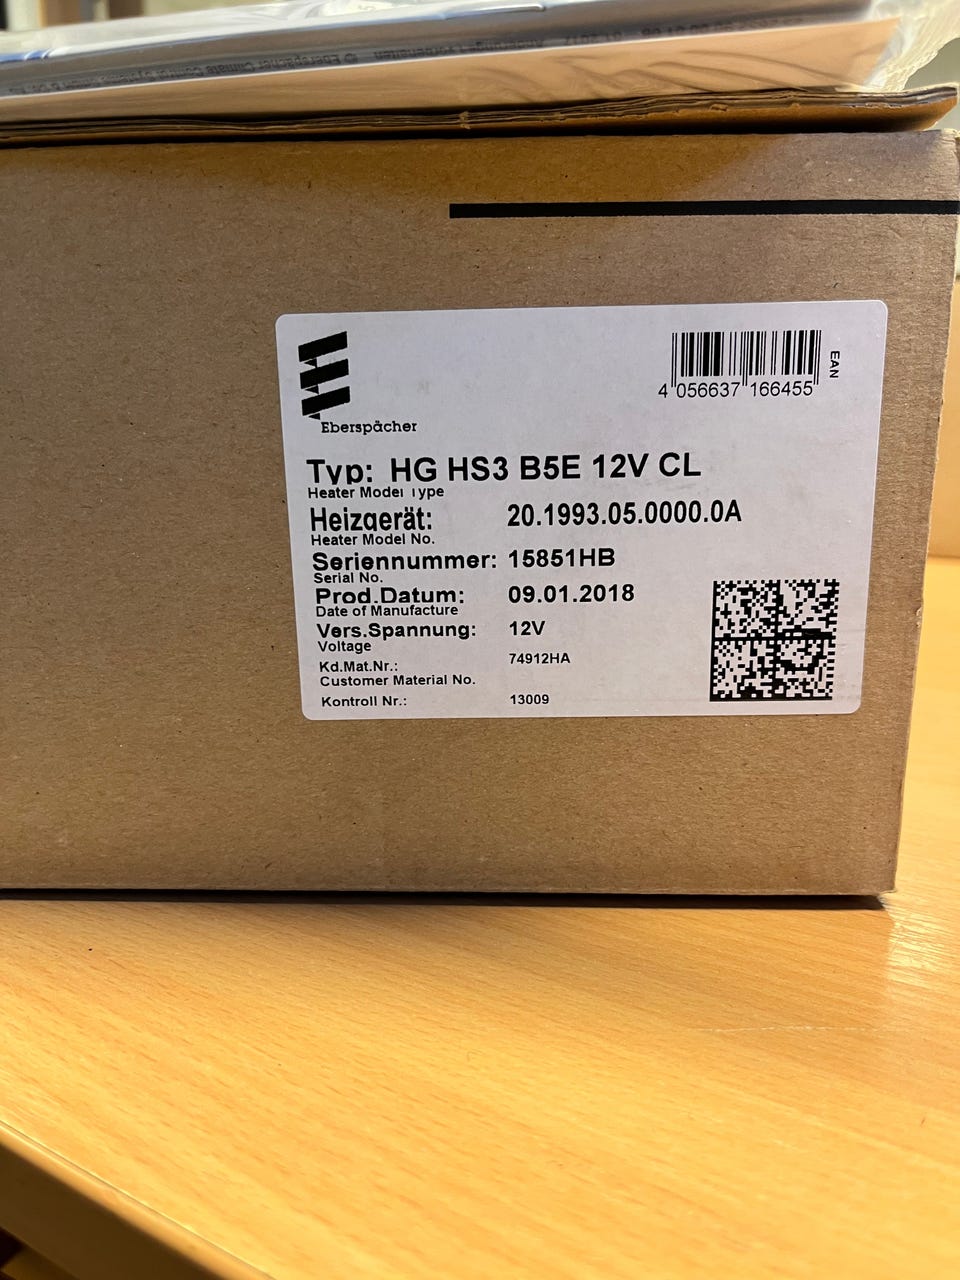 Eberspächer
4 056637 166455
EAN
Typ: HG HS3 B5E 12V CL
Heater Model Type
Heizgerät: 20.1993.05.0000.0A
Heater Model No.
Seriennummer: 15851HB
Serial No.
Prod.Datum: 09.01.2018
Date of Manufacture
Vers.Spannung: 12V
Voltage
Kd.Mat.Nr.: 74912HA
Customer Material No.
Kontroll Nr.: 13009